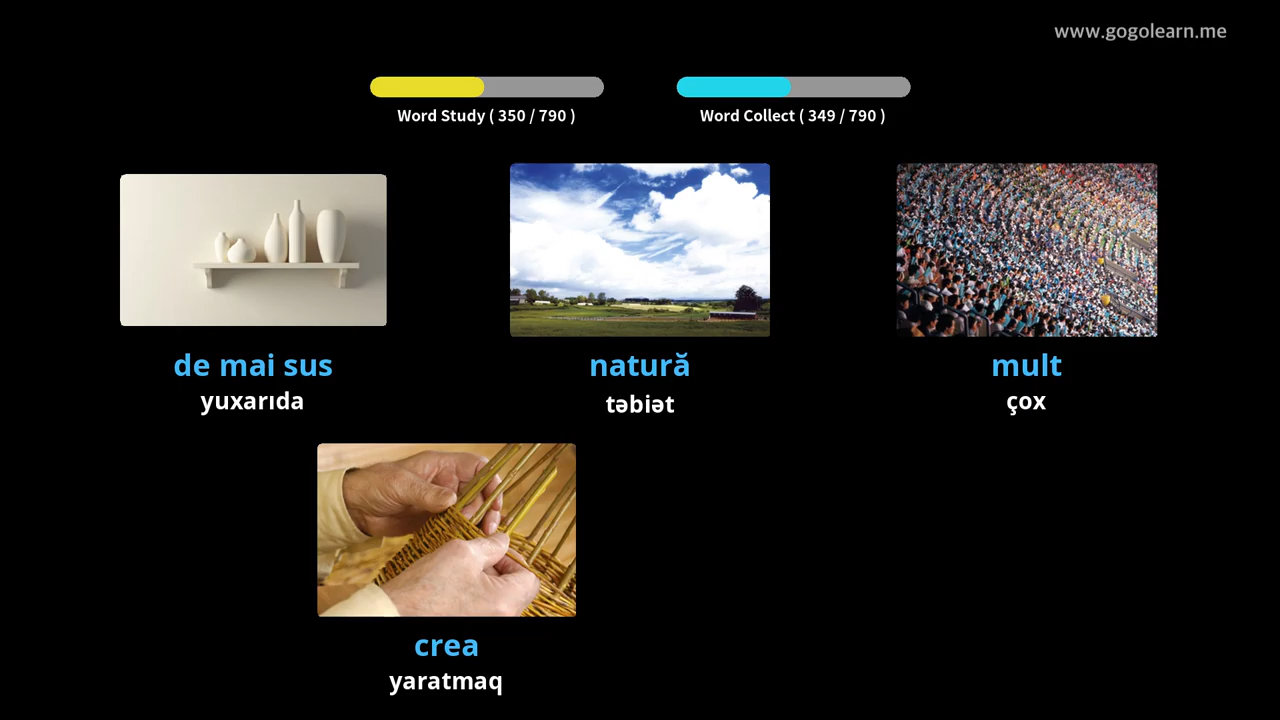 www.gogolearn.me
Word Study ( 350 / 790 )
Word Collect ( 349 / 790 )
de mai sus
yuxarıda
natură
təbiət
mult
çox
crea
yaratmaq